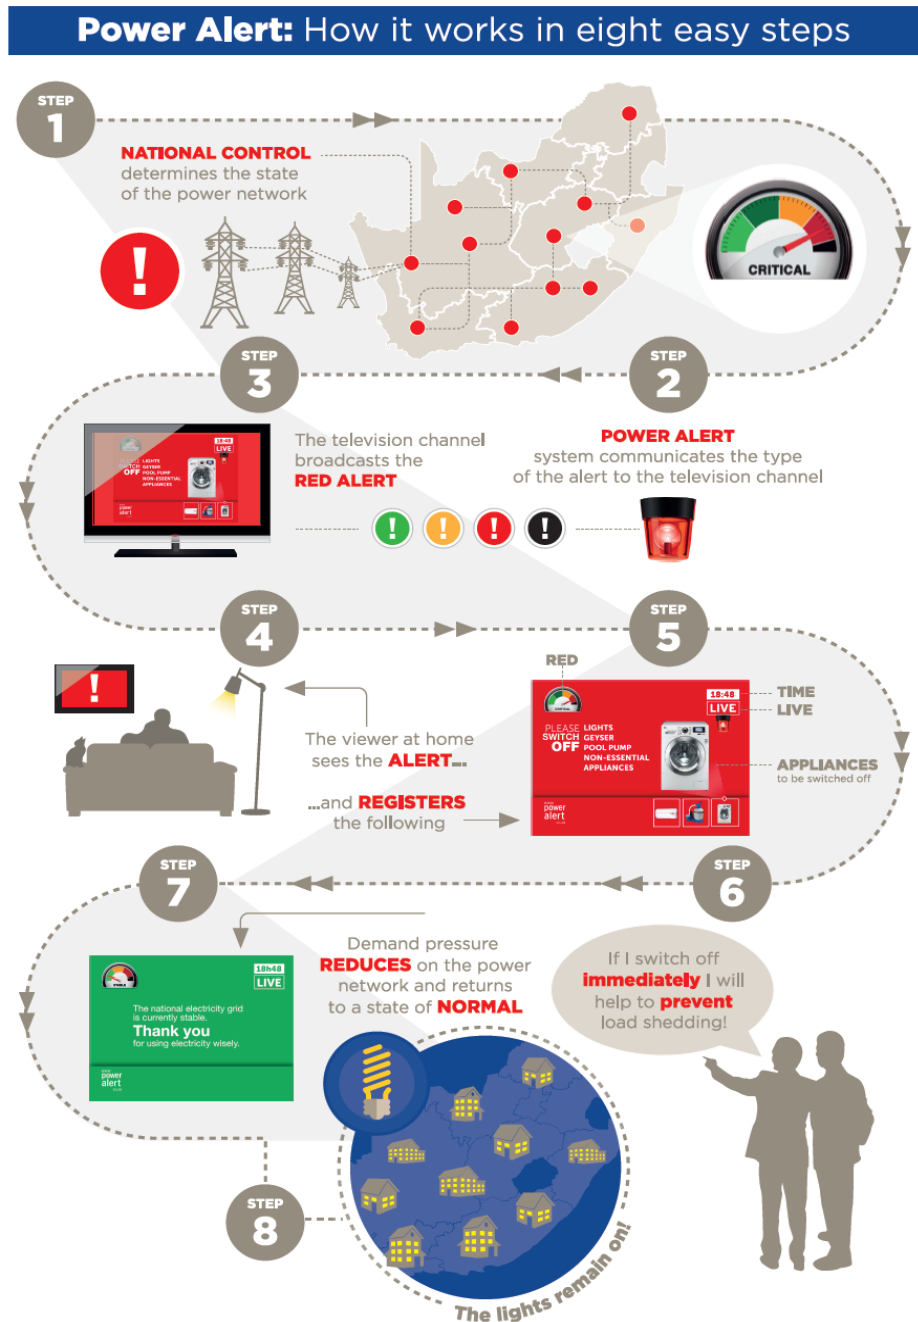 Power Alert: How it works in eight easy steps
STEP
1
NATIONAL CONTROL
determines the state
of the power network
CRITICAL
STEP
2
POWER ALERT
system communicates the type
of the alert to the television channel
STEP
3
The television channel
broadcasts the
RED ALERT
18:48
LIVE
PLEASE
SWITCH
OFF
LIGHTS
GEYSER
POOL PUMP
NON-ESSENTIAL
APPLIANCES
power
alert
STEP
4
The viewer at home
sees the ALERT...
...and REGISTERS
the following
STEP
5
RED
CRITICAL
18:48
LIVE
TIME
LIVE
PLEASE
SWITCH
OFF
LIGHTS
GEYSER
POOL PUMP
NON-ESSENTIAL
APPLIANCES
APPLIANCES
to be switched off
power
alert
STEP
6
If I switch off
immediately I will
help to prevent
load shedding!
STEP
7
Demand pressure
REDUCES on the power
network and returns
to a state of NORMAL
18h48
LIVE
STABLE
The national electricity grid
is currently stable.
Thank you
for using electricity wisely.
power
alert
STEP
8
The lights remain on!